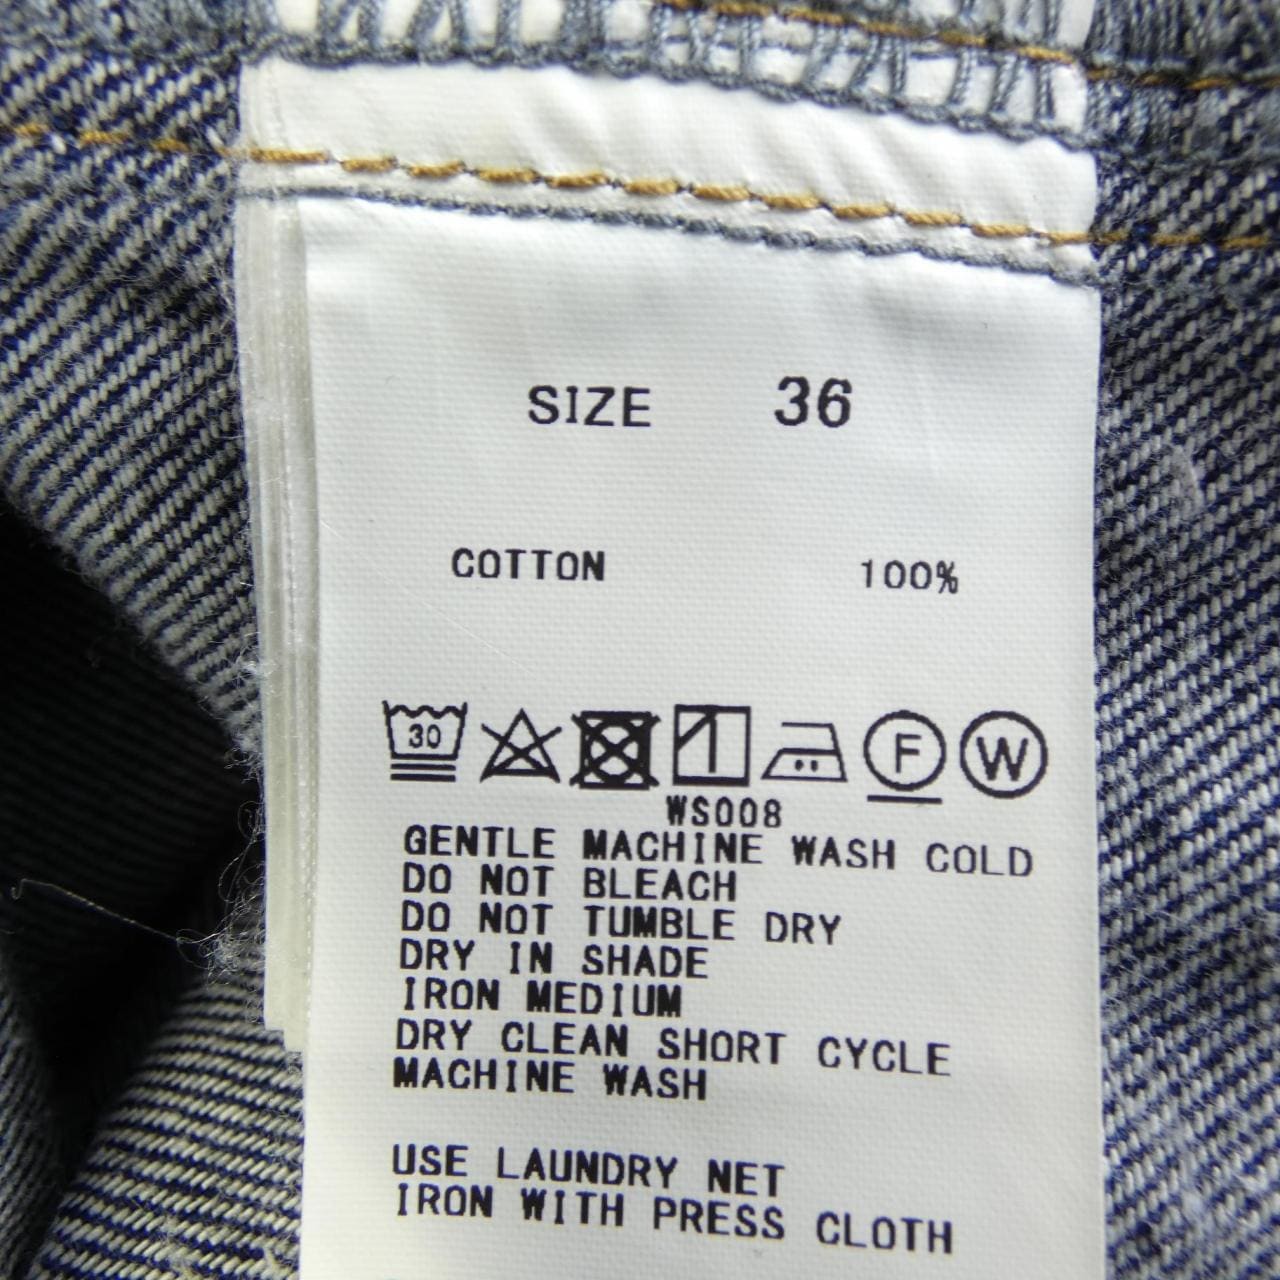 SIZE 36
COTTON 100%
30 F W
WS008
GENTLE MACHINE WASH COLD
DO NOT BLEACH
DO NOT TUMBLE DRY
DRY IN SHADE
IRON MEDIUM
DRY CLEAN SHORT CYCLE
MACHINE WASH
USE LAUNDRY NET
IRON WITH PRESS CLOTH